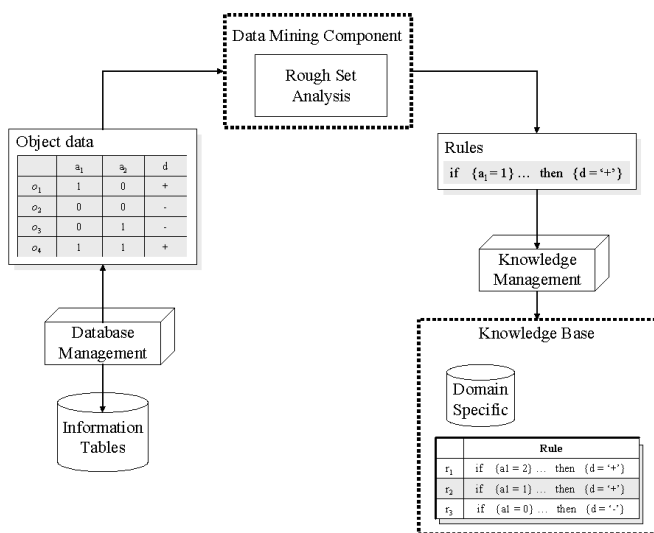 Data Mining Component
Rough Set
Analysis
Object data
a₁ a₂ d
o₁ 1 0 +
o₂ 0 0 -
o₃ 0 1 -
o₄ 1 1 +
Rules
if {a₁ = 1} ... then {d = ‘+’}
Knowledge
Management
Database
Management
Information
Tables
Knowledge Base
Domain
Specific
Rule
r₁ if {a1 = 2} ... then {d = ‘+’}
r₂ if {a1 = 1} ... then {d = ‘+’}
r₃ if {a1 = 0} ... then {d = ‘-’}